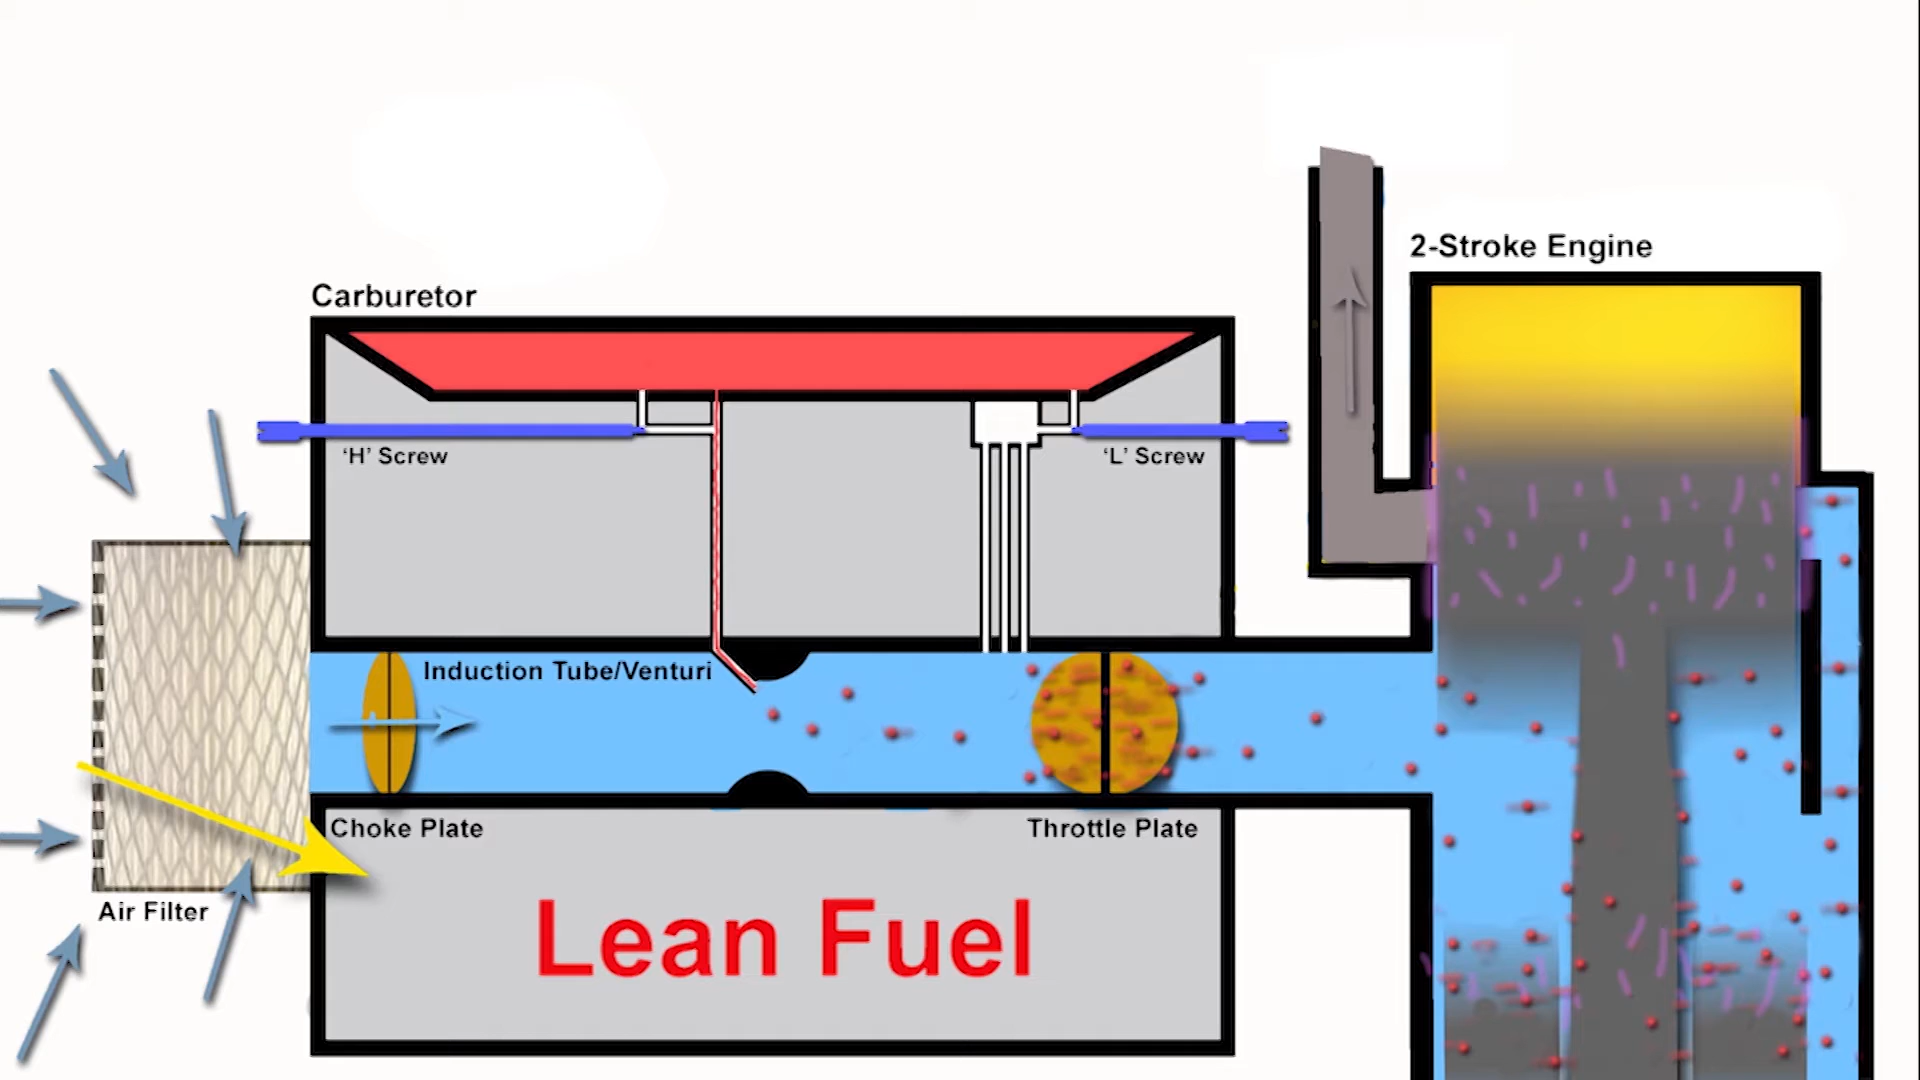 2-Stroke Engine
Carburetor
‘H’ Screw
‘L’ Screw
Induction Tube/Venturi
Choke Plate
Throttle Plate
Air Filter
Lean Fuel